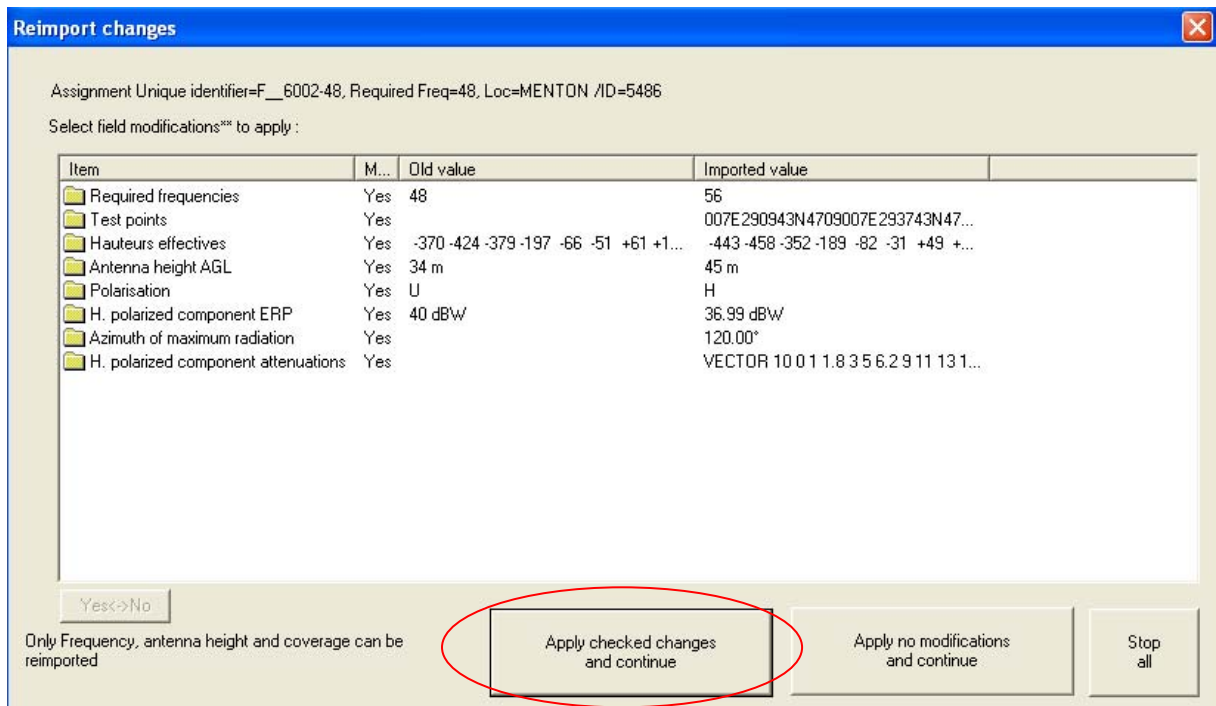 Reimport changes
Assignment Unique identifier=F__6002-48, Required Freq=48, Loc=MENTON /ID=5486
Select field modifications** to apply :
Item M... Old value Imported value
Required frequencies Yes 48 56
Test points Yes 007E290943N4709007E293743N47...
Hauteurs effectives Yes -370 -424 -379 -197 -66 -51 +61 +1... -443 -458 -352 -189 -82 -31 +49 +...
Antenna height AGL Yes 34 m 45 m
Polarisation Yes U H
H. polarized component ERP Yes 40 dBW 36.99 dBW
Azimuth of maximum radiation Yes 120.00°
H. polarized component attenuations Yes VECTOR 10 0 1 1.8 3 5 6.2 9 11 13 1...
Yes<->No
Only Frequency, antenna height and coverage can be
reimported
Apply checked changes
and continue
Apply no modifications
and continue
Stop
all